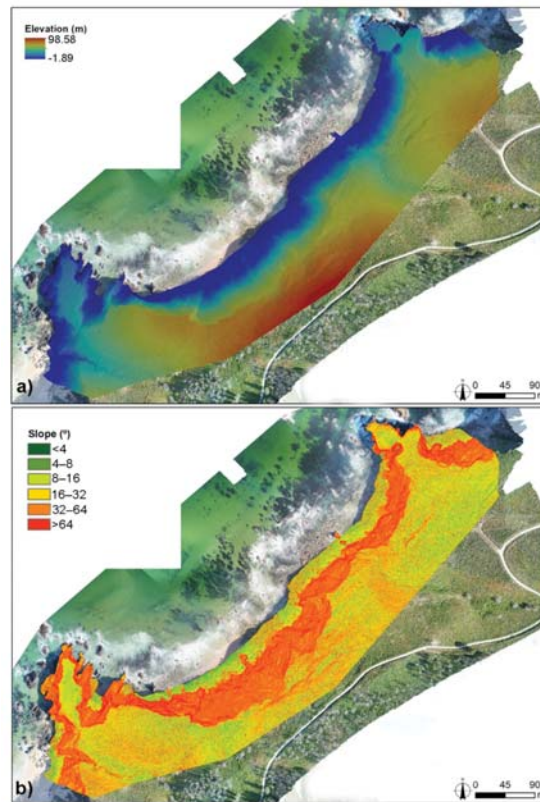 Elevation (m)
98.58
-1.89
a)
0 45 90
m
Slope (º)
<4
4–8
8–16
16–32
32–64
>64
b)
0 45 90